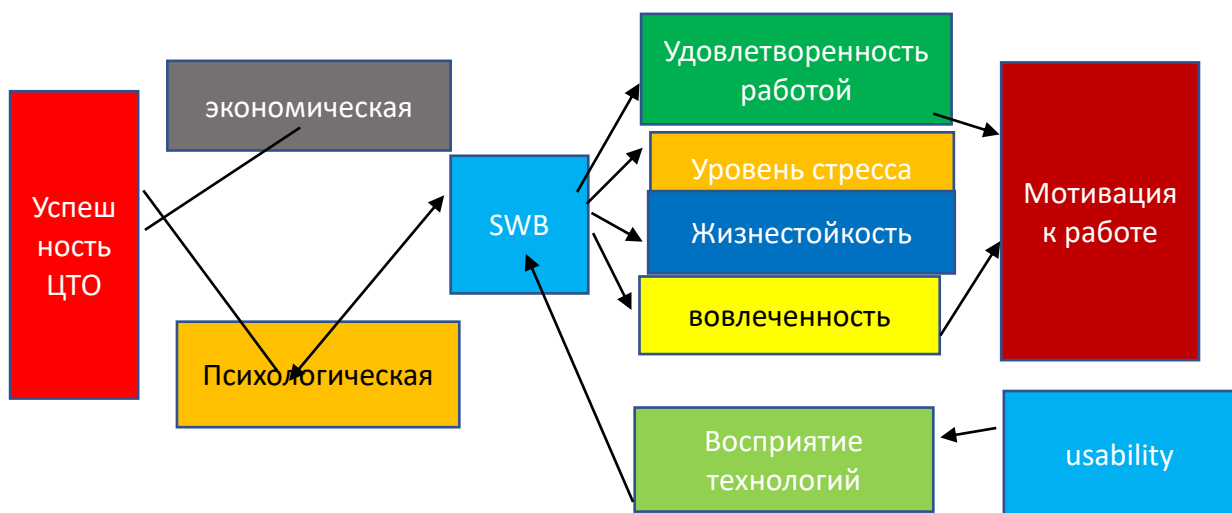 Успеш
ность
ЦТО
экономическая
Психологическая
SWB
Удовлетворенность
работой
Уровень стресса
Жизнестойкость
вовлеченность
Восприятие
технологий
Мотивация
к работе
usability